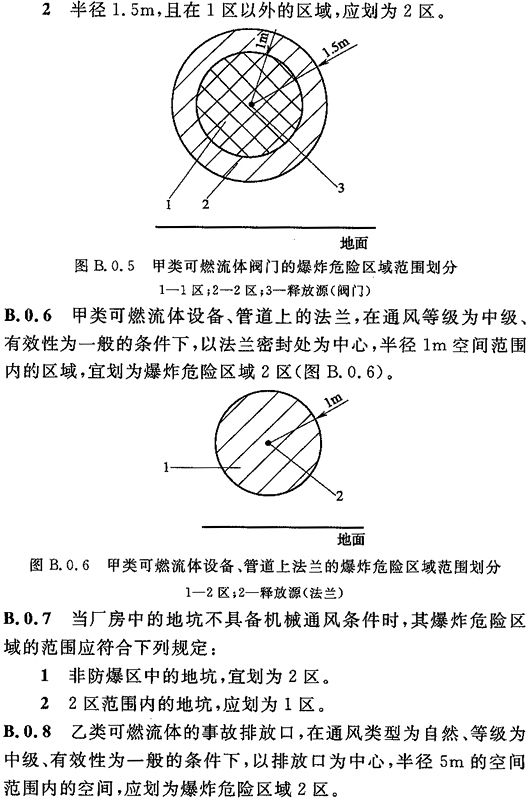 2 半径1.5m,且在1区以外的区域,应划为2区。
1m
1.5m
1
2
3
地面
图 B.0.5 甲类可燃流体阀门的爆炸危险区域范围划分
1—1区;2—2区;3—释放源(阀门)
B.0.6 甲类可燃流体设备、管道上的法兰,在通风等级为中级、
有效性为一般的条件下,以法兰密封处为中心,半径1m空间范围
内的区域,宜划为爆炸危险区域2区(图B.0.6)。
1m
1
2
地面
图 B.0.6 甲类可燃流体设备、管道上法兰的爆炸危险区域范围划分
1—2区;2—释放源(法兰)
B.0.7 当厂房中的地坑不具备机械通风条件时,其爆炸危险区
域的范围应符合下列规定:
1 非防爆区中的地坑,宜划为2区。
2 2区范围内的地坑,应划为1区。
B.0.8 乙类可燃流体的事故排放口,在通风类型为自然、等级为
中级、有效性为一般的条件下,以排放口为中心,半径5m的空间
范围内的空间,应划为爆炸危险区域2区。